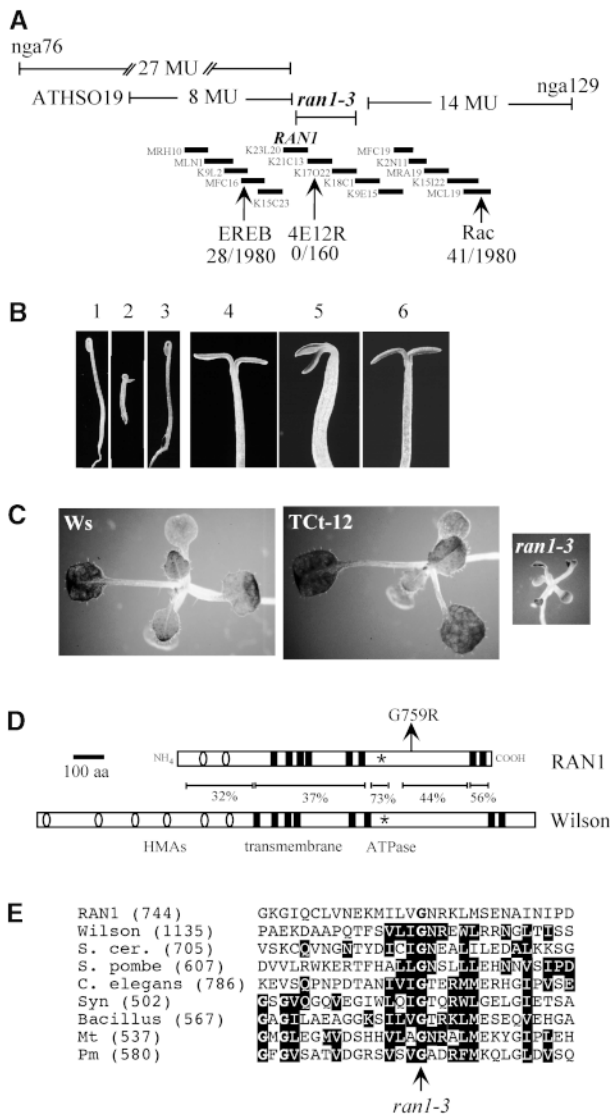 A
nga76
27 MU
nga129
ATHSO19
8 MU
ran1-3
14 MU
RAN1
MRH10
K23L20
MFC19
MLN1
K21C13
K2N11
K9L2
K17O22
MRA19
MFC16
K18C1
K15I22
K15C23
K9E15
MCL19
EREB
28/1980
4E12R
0/160
Rac
41/1980
B
1 2 3 4 5 6
C
Ws
TCt-12
ran1-3
D
G759R
100 aa
NH4
*
COOH
RAN1
32% 37% 73% 44% 56%
*
Wilson
HMAs transmembrane ATPase
E
RAN1 (744) GKGIQCLVNEKMILVGNRKLMSENAINIPD
Wilson (1135) PAEKDAAPQTFSVLIGNREWLRRNGLTISS
S. cer. (705) VSKCQVNGNTYDICIGNEALILEDALKKSG
S. pombe (607) DVVLRWKERTFHALLGNSLLLEHNNVSIPD
C. elegans (786) KEVSQPNPDTANIVIGTERMMERHGIPVSE
Syn (502) GSGVQGQVEGIWLQIGTQRWLGELGIETSA
Bacillus (567) GAGILAEAGGKSILVGTRKLMESEQVEHGA
Mt (537) GMGLEGMVDSHHVLAGNRALMEKYGIPLEH
Pm (580) GFGVSATVDGRSVSVGADRFMKQLGLDVSQ
ran1-3